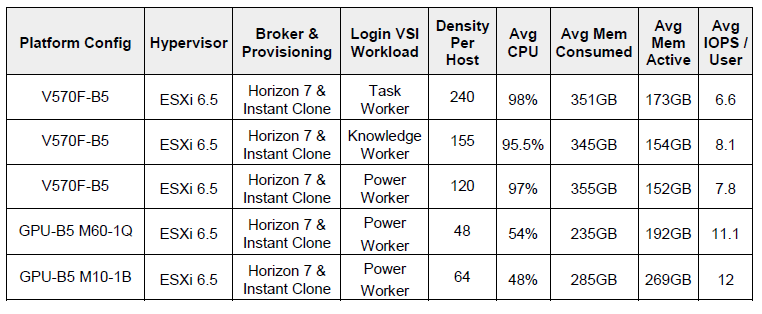 Platform Config Hypervisor Broker & Provisioning Login VSI Workload Density Per Host Avg CPU Avg Mem Consumed Avg Mem Active Avg IOPS / User
V570F-B5 ESXi 6.5 Horizon 7 & Instant Clone Task Worker 240 98% 351GB 173GB 6.6
V570F-B5 ESXi 6.5 Horizon 7 & Instant Clone Knowledge Worker 155 95.5% 345GB 154GB 8.1
V570F-B5 ESXi 6.5 Horizon 7 & Instant Clone Power Worker 120 97% 355GB 152GB 7.8
GPU-B5 M60-1Q ESXi 6.5 Horizon 7 & Instant Clone Power Worker 48 54% 235GB 192GB 11.1
GPU-B5 M10-1B ESXi 6.5 Horizon 7 & Instant Clone Power Worker 64 48% 285GB 269GB 12